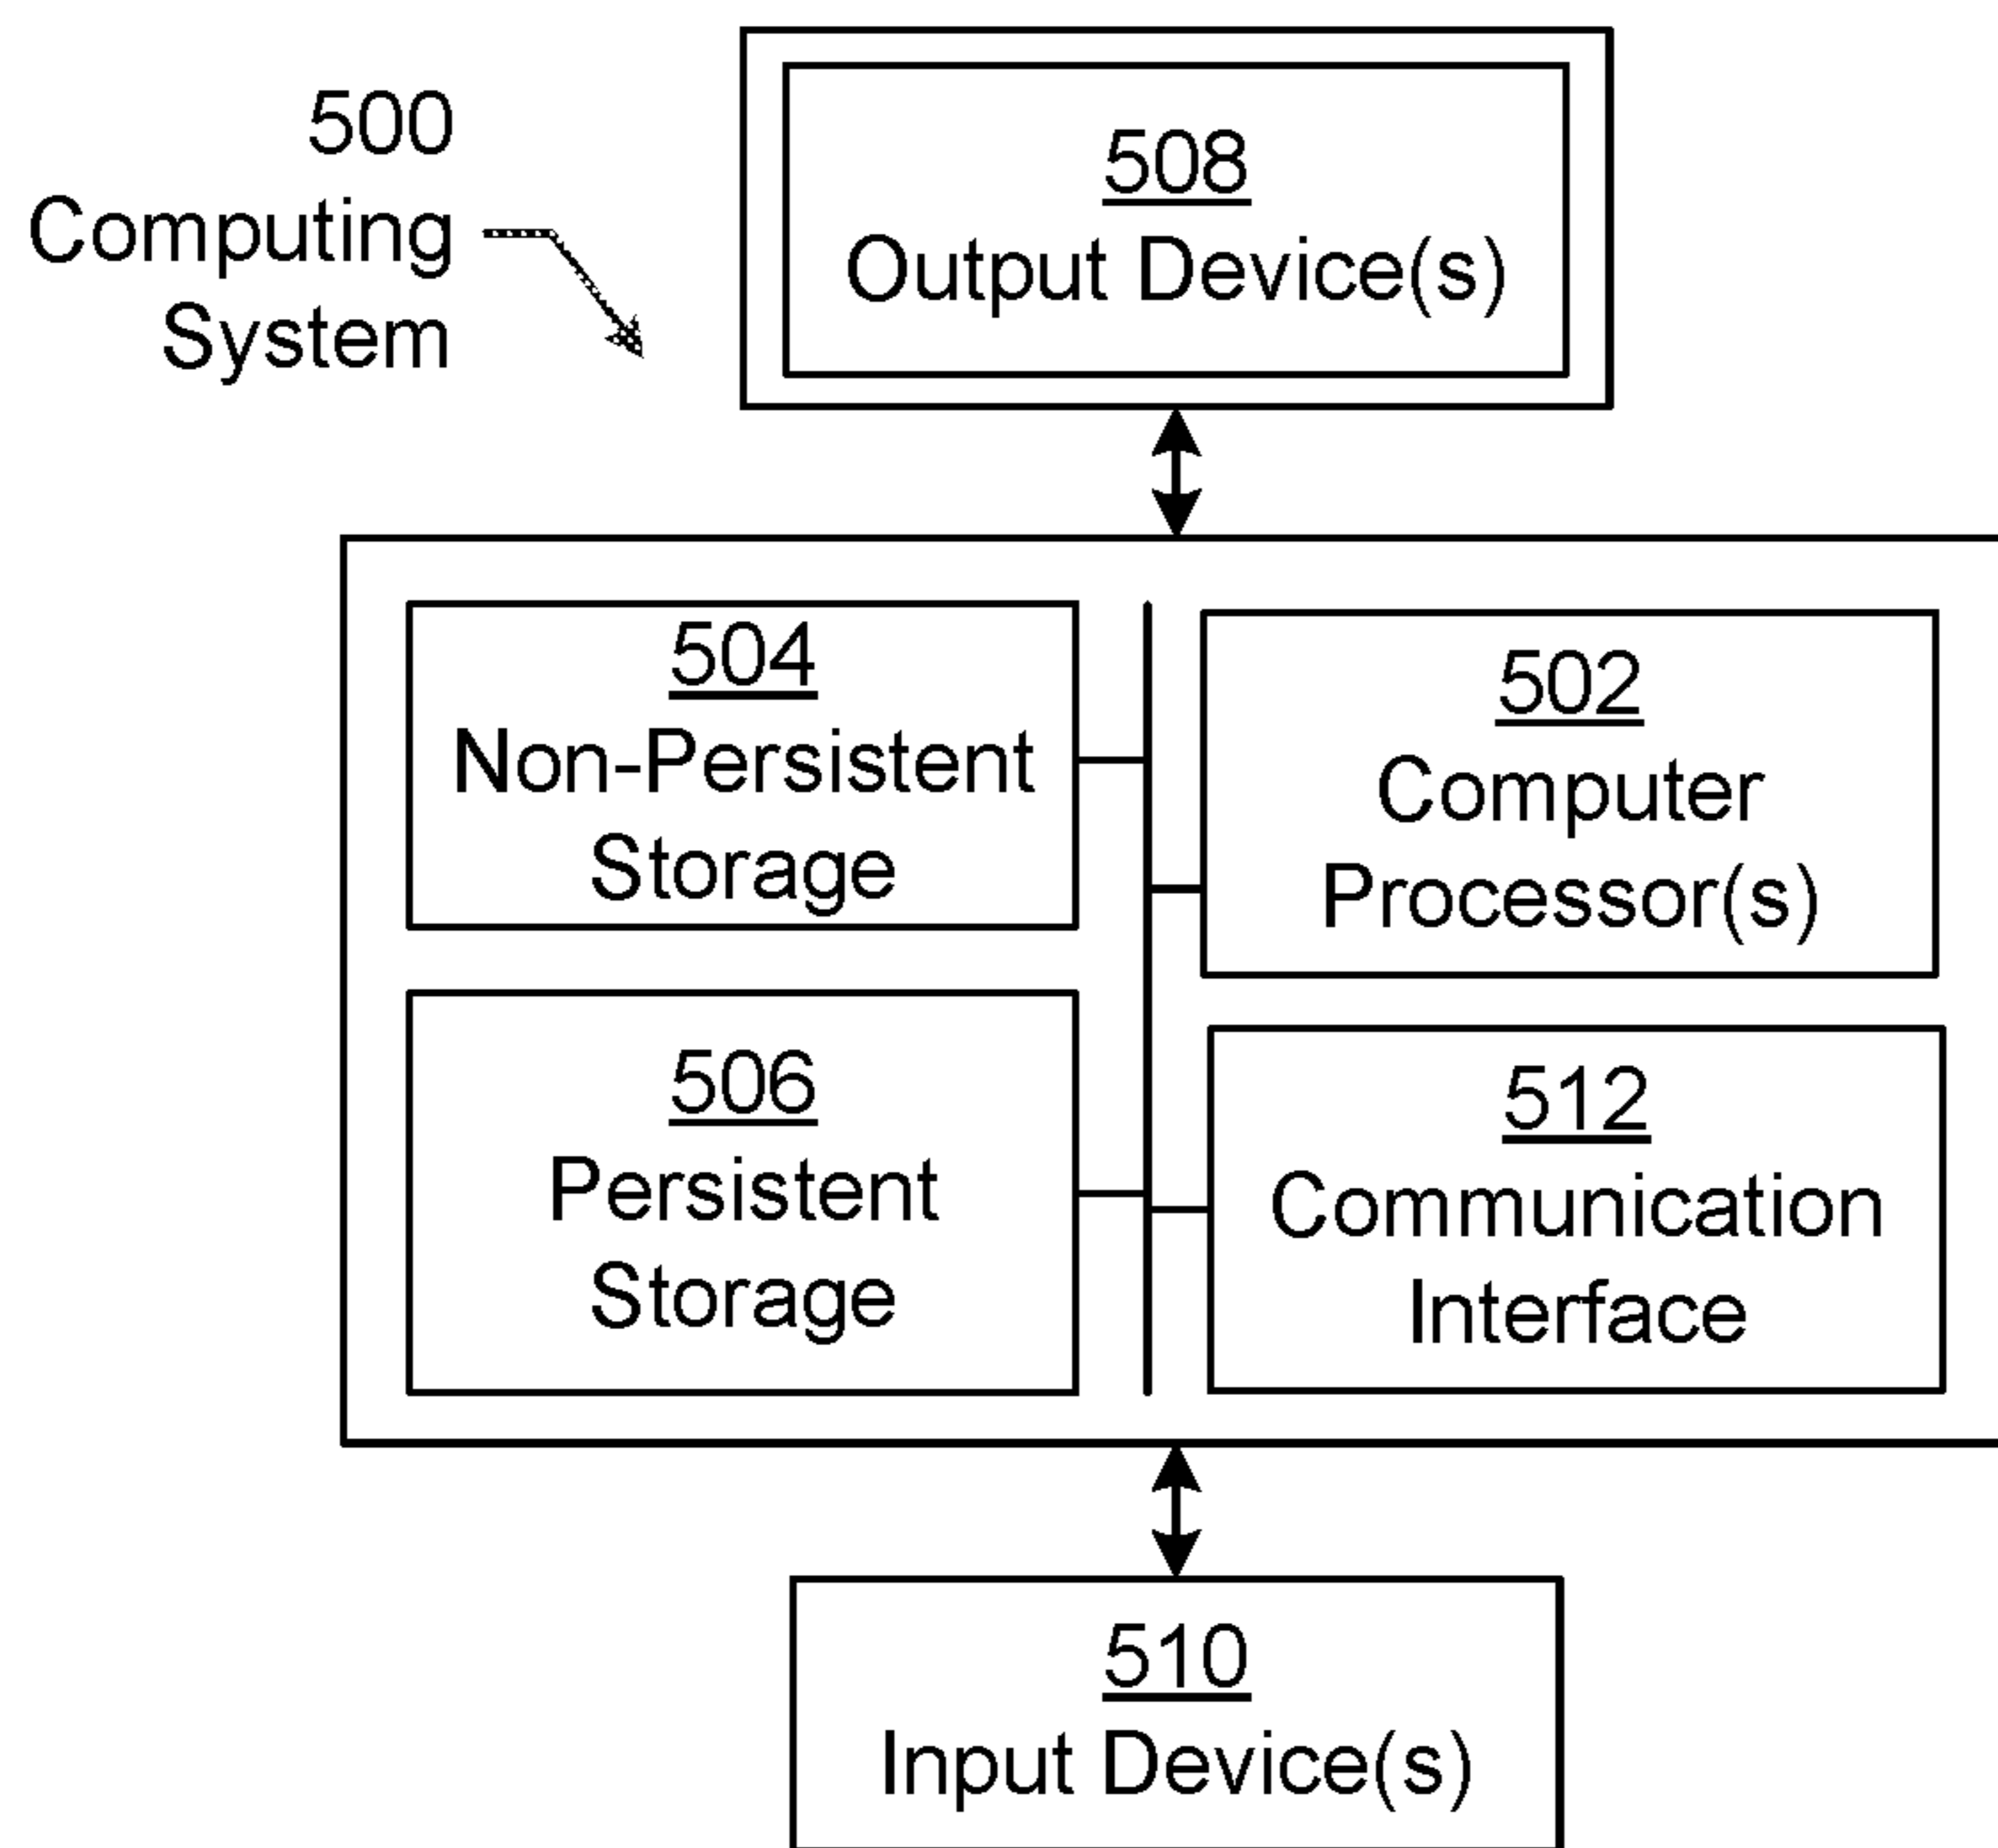 500
Computing
System
508
Output Device(s)
504
Non-Persistent
Storage
502
Computer
Processor(s)
506
Persistent
Storage
512
Communication
Interface
510
Input Device(s)